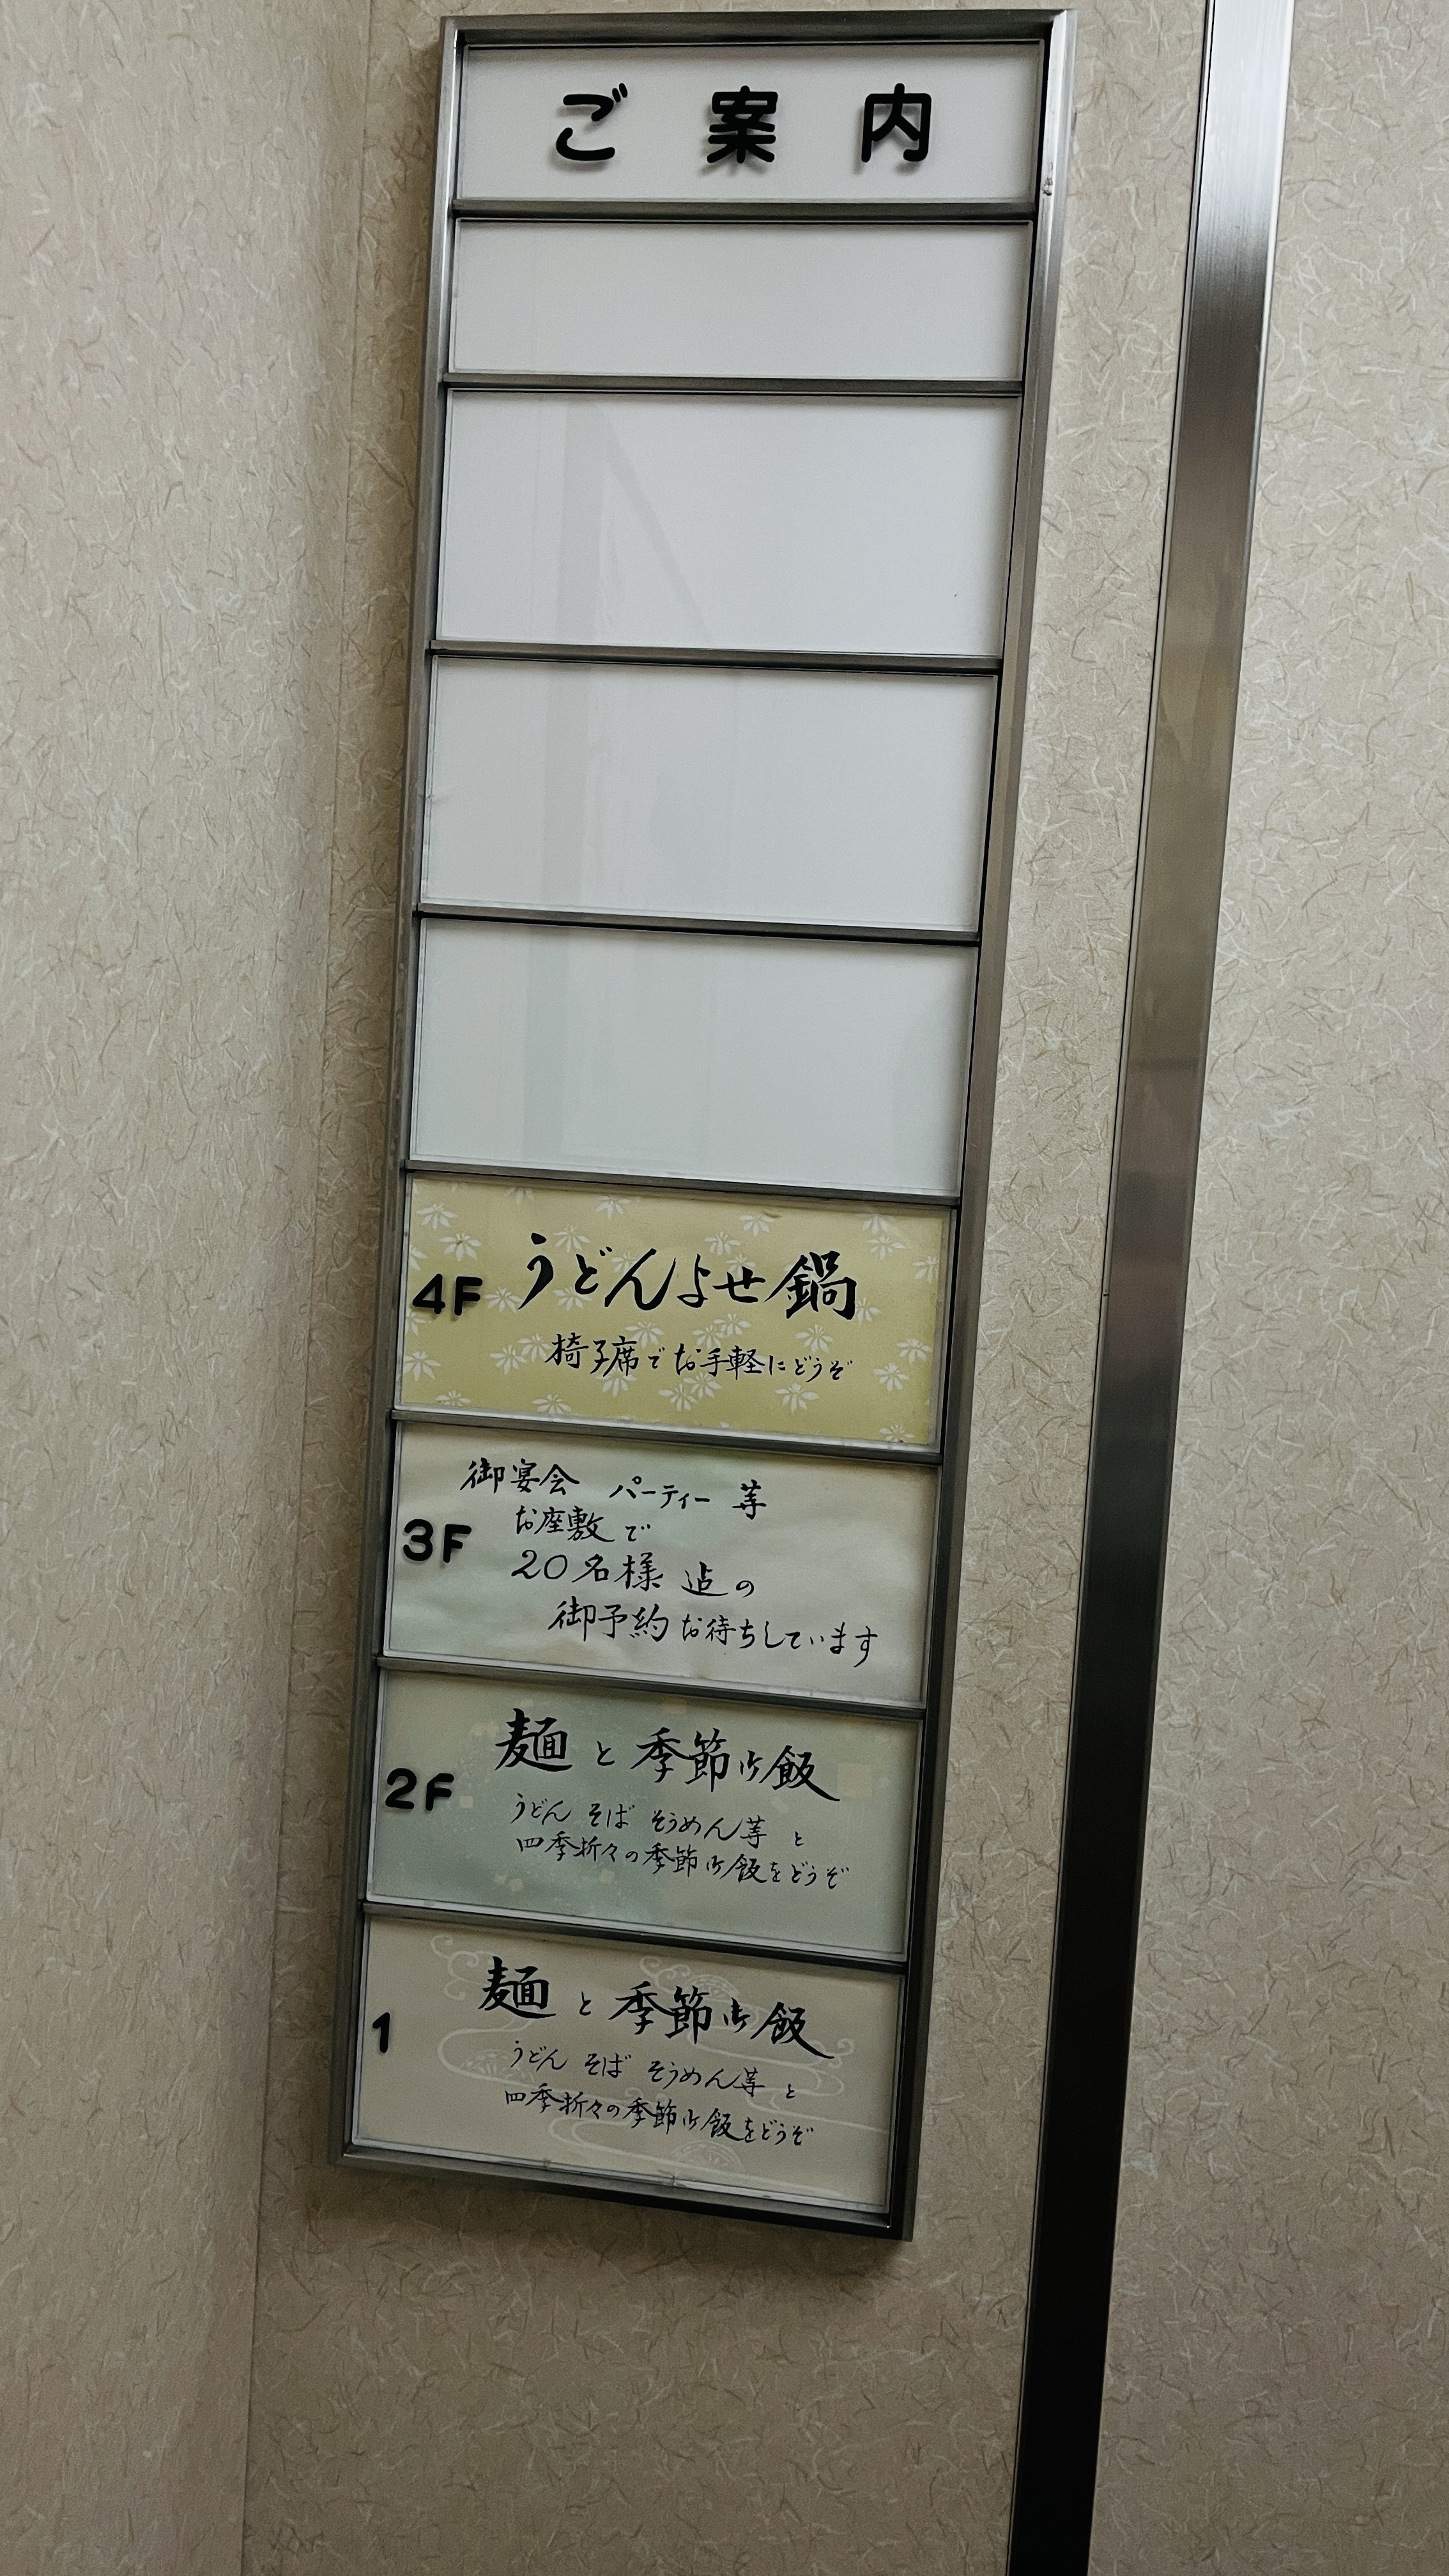 ご案内
4F うどんよせ鍋
椅子席でお手軽にどうぞ
御宴会 パーティー 等
お座敷で
3F
20名様 迠の
御予約お待ちしています
麺と季節御飯
2F
うどん そば そうめん等 と
四季折々の季節御飯をどうぞ
麺と季節御飯
1
うどん そば そうめん等 と
四季折々の季節御飯をどうぞ